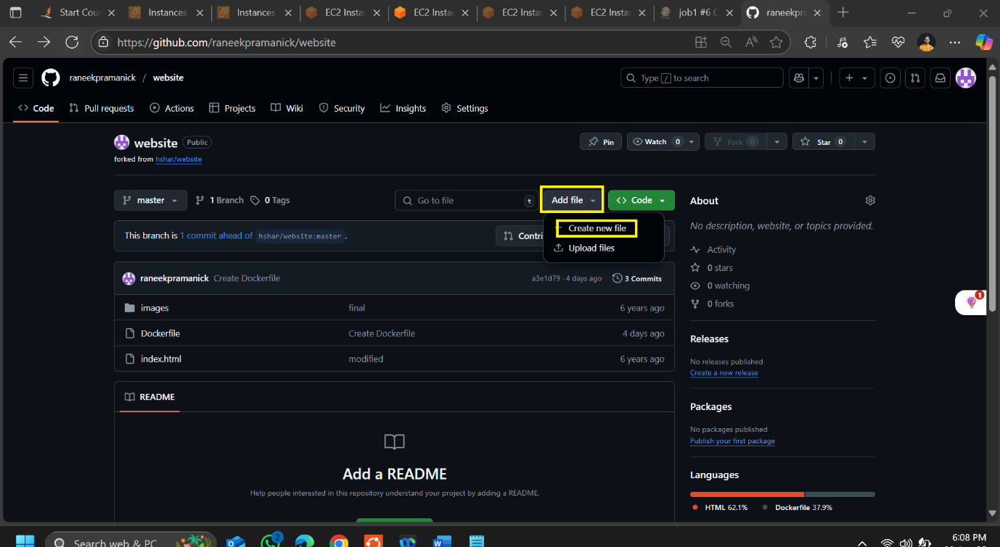 Start Cou
Instances
Instances
EC2 Insta
EC2 Insta
EC2 Insta
EC2 Insta
job1 #6 C
raneekpra
https://github.com/raneekpramanick/website
raneekpramanick / website
Type / to search
Code
Pull requests
Actions
Projects
Wiki
Security
Insights
Settings
website Public
Pin
Watch 0
Fork 0
Star 0
forked from hshar/website
master
1 Branch
0 Tags
Go to file t
Add file
Code
Create new file
Upload files
This branch is 1 commit ahead of hshar/website:master .
Contri
raneekpramanick Create Dockerfile a3e1d79 · 4 days ago 3 Commits
images final 6 years ago
Dockerfile Create Dockerfile 4 days ago
index.html modified 6 years ago
README
Add a README
Help people interested in this repository understand your project by adding a README.
About
No description, website, or topics provided.
Activity
0 stars
0 watching
0 forks
Releases
No releases published
Create a new release
Packages
No packages published
Publish your first package
Languages
HTML 62.1% Dockerfile 37.9%
1
Search web & PC
2
6:08 PM